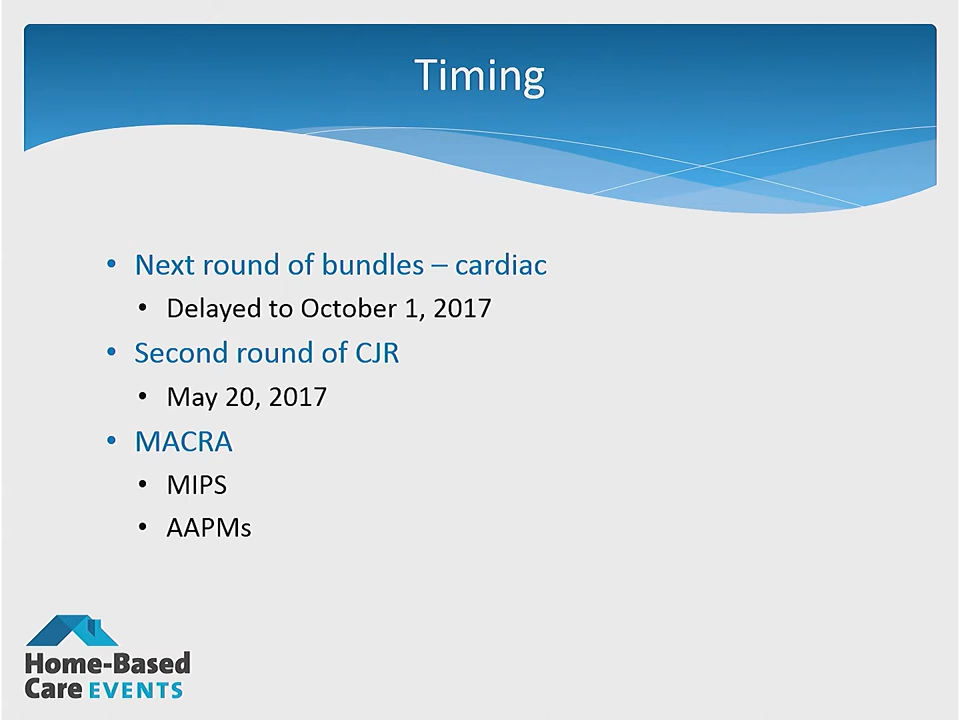 Timing
• Next round of bundles – cardiac
• Delayed to October 1, 2017
• Second round of CJR
• May 20, 2017
• MACRA
• MIPS
• AAPMs
Home-Based
Care EVENTS